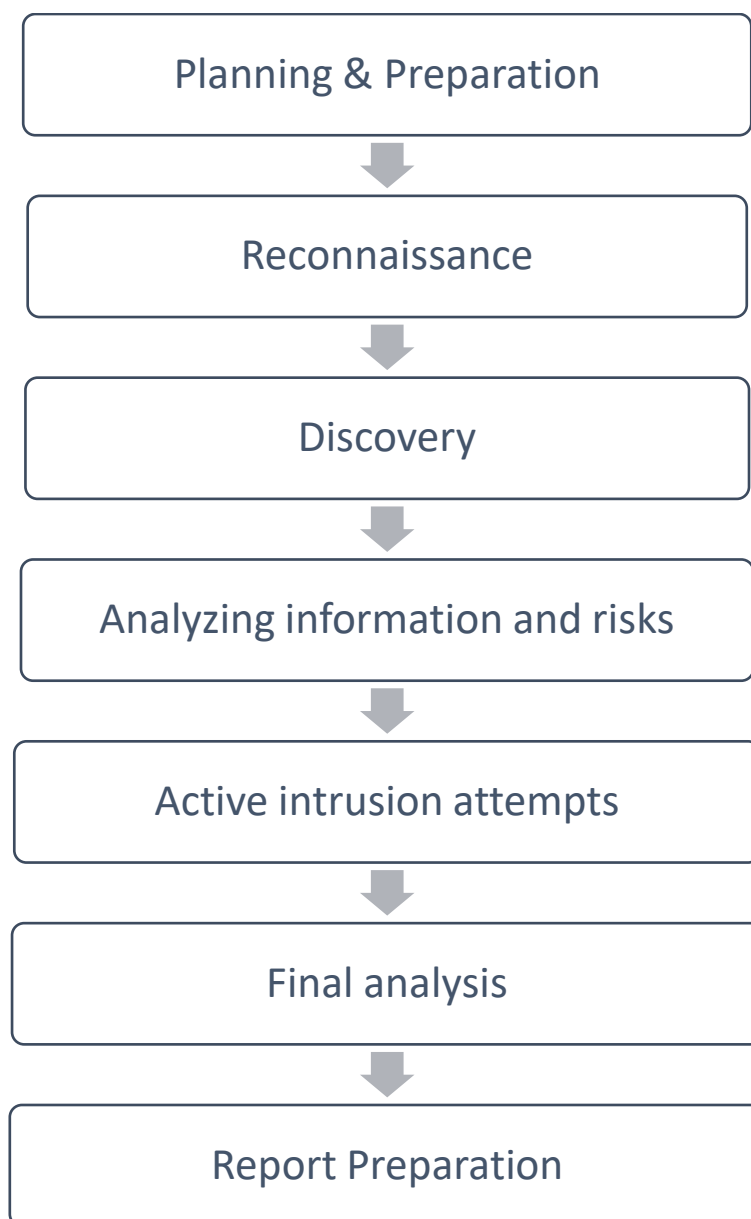 Planning & Preparation
Reconnaissance
Discovery
Analyzing information and risks
Active intrusion attempts
Final analysis
Report Preparation